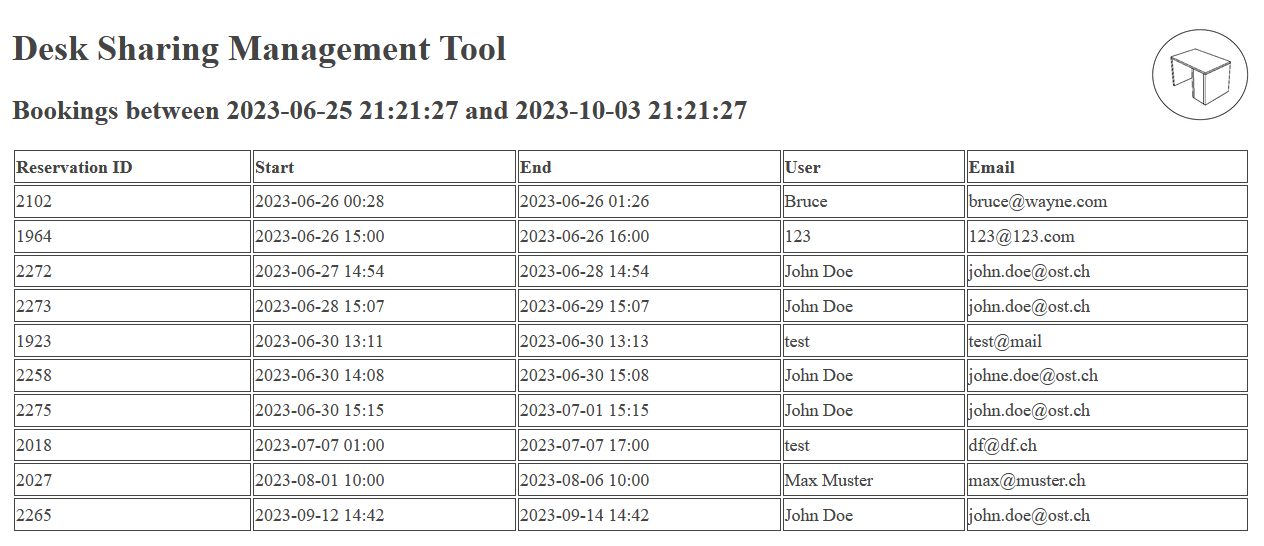 Desk Sharing Management Tool
Bookings between 2023-06-25 21:21:27 and 2023-10-03 21:21:27
Reservation ID Start End User Email
2102 2023-06-26 00:28 2023-06-26 01:26 Bruce bruce@wayne.com
1964 2023-06-26 15:00 2023-06-26 16:00 123 123@123.com
2272 2023-06-27 14:54 2023-06-28 14:54 John Doe john.doe@ost.ch
2273 2023-06-28 15:07 2023-06-29 15:07 John Doe john.doe@ost.ch
1923 2023-06-30 13:11 2023-06-30 13:13 test test@mail
2258 2023-06-30 14:08 2023-06-30 15:08 John Doe johne.doe@ost.ch
2275 2023-06-30 15:15 2023-07-01 15:15 John Doe john.doe@ost.ch
2018 2023-07-07 01:00 2023-07-07 17:00 test df@df.ch
2027 2023-08-01 10:00 2023-08-06 10:00 Max Muster max@muster.ch
2265 2023-09-12 14:42 2023-09-14 14:42 John Doe john.doe@ost.ch